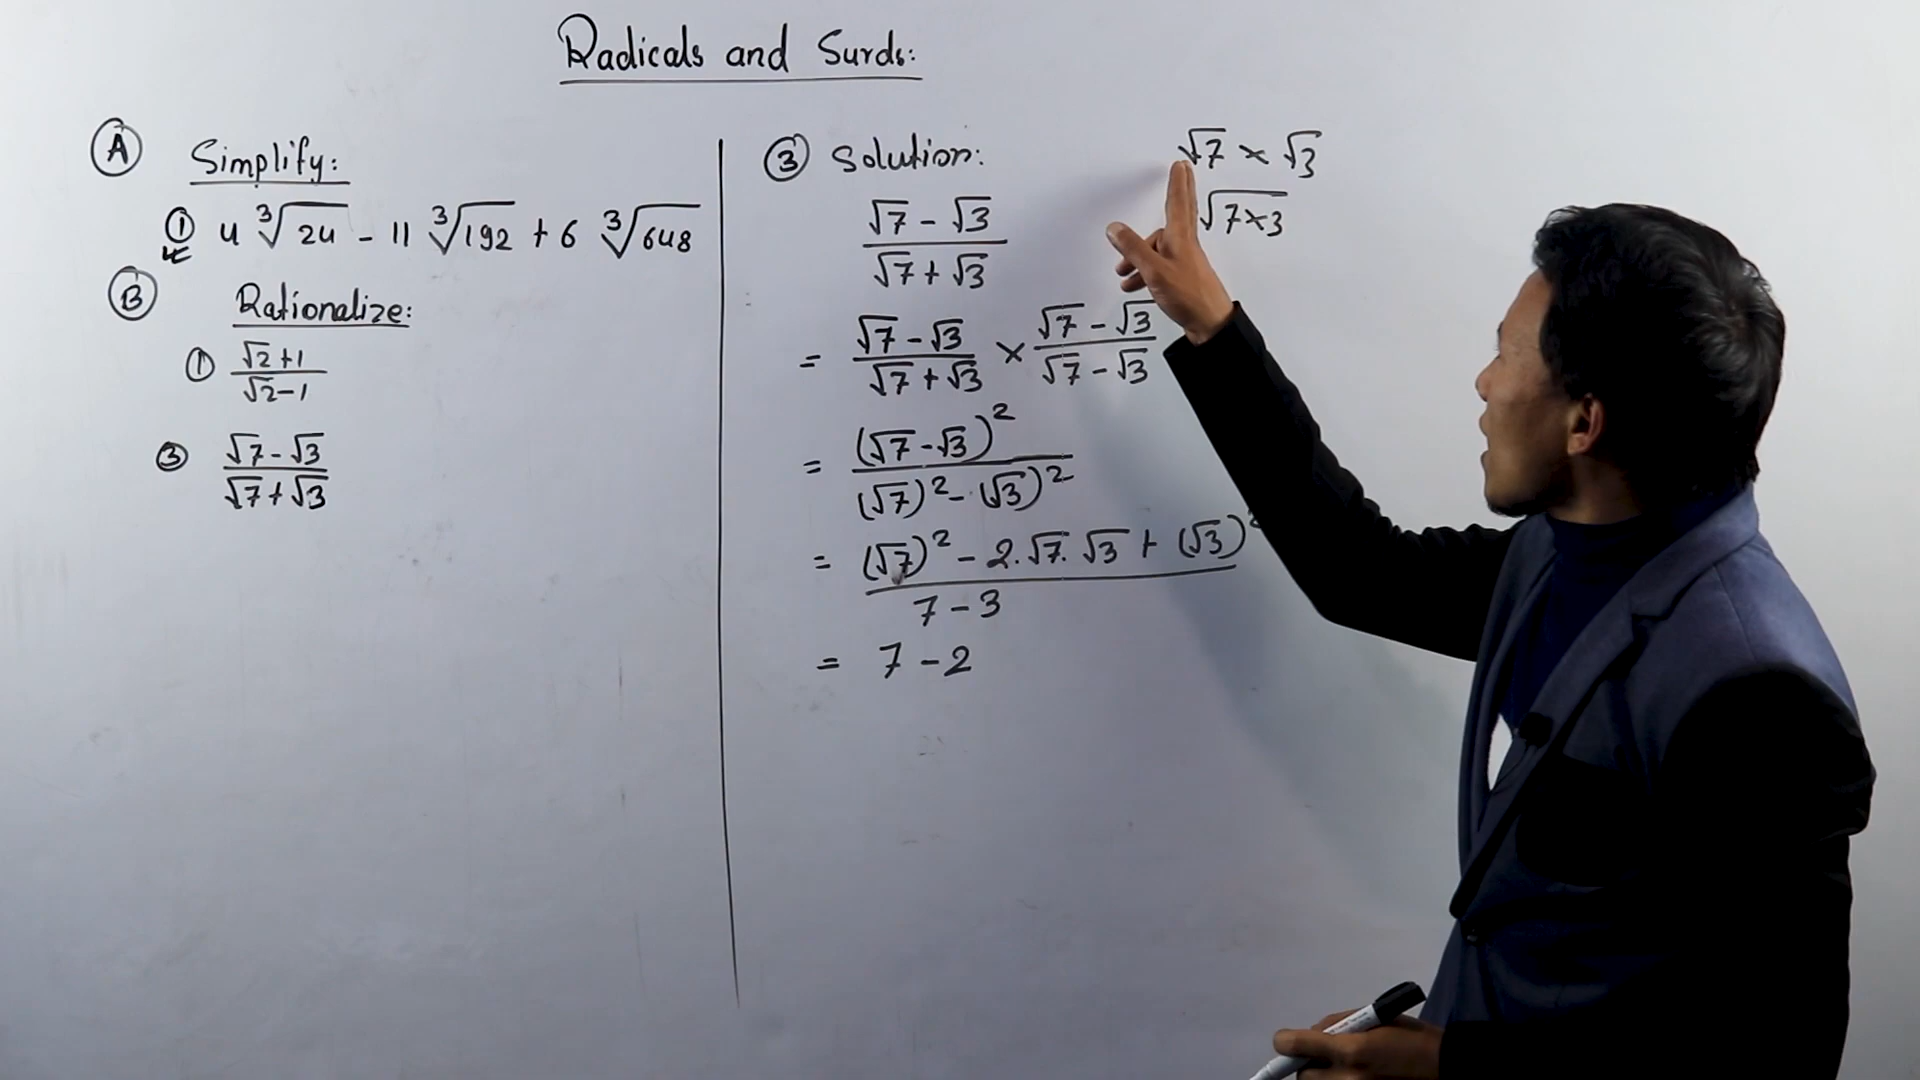 Radicals and Surds:
(A) Simplify:
(1) 4 ∛24 - 11 ∛192 + 6 ∛648
(B) Rationalize:
(1) (√2+1)/(√2-1)
(3) (√7-√3)/(√7+√3)
(3) Solution:
(√7-√3)/(√7+√3)
= (√7-√3)/(√7+√3) × (√7-√3)/(√7-√3)
= (√7-√3)²/((√7)²-(√3)²)
= ((√7)² - 2.√7.√3 + (√3)²)/(7-3)
= 7-2
√7 × √3
√7×3